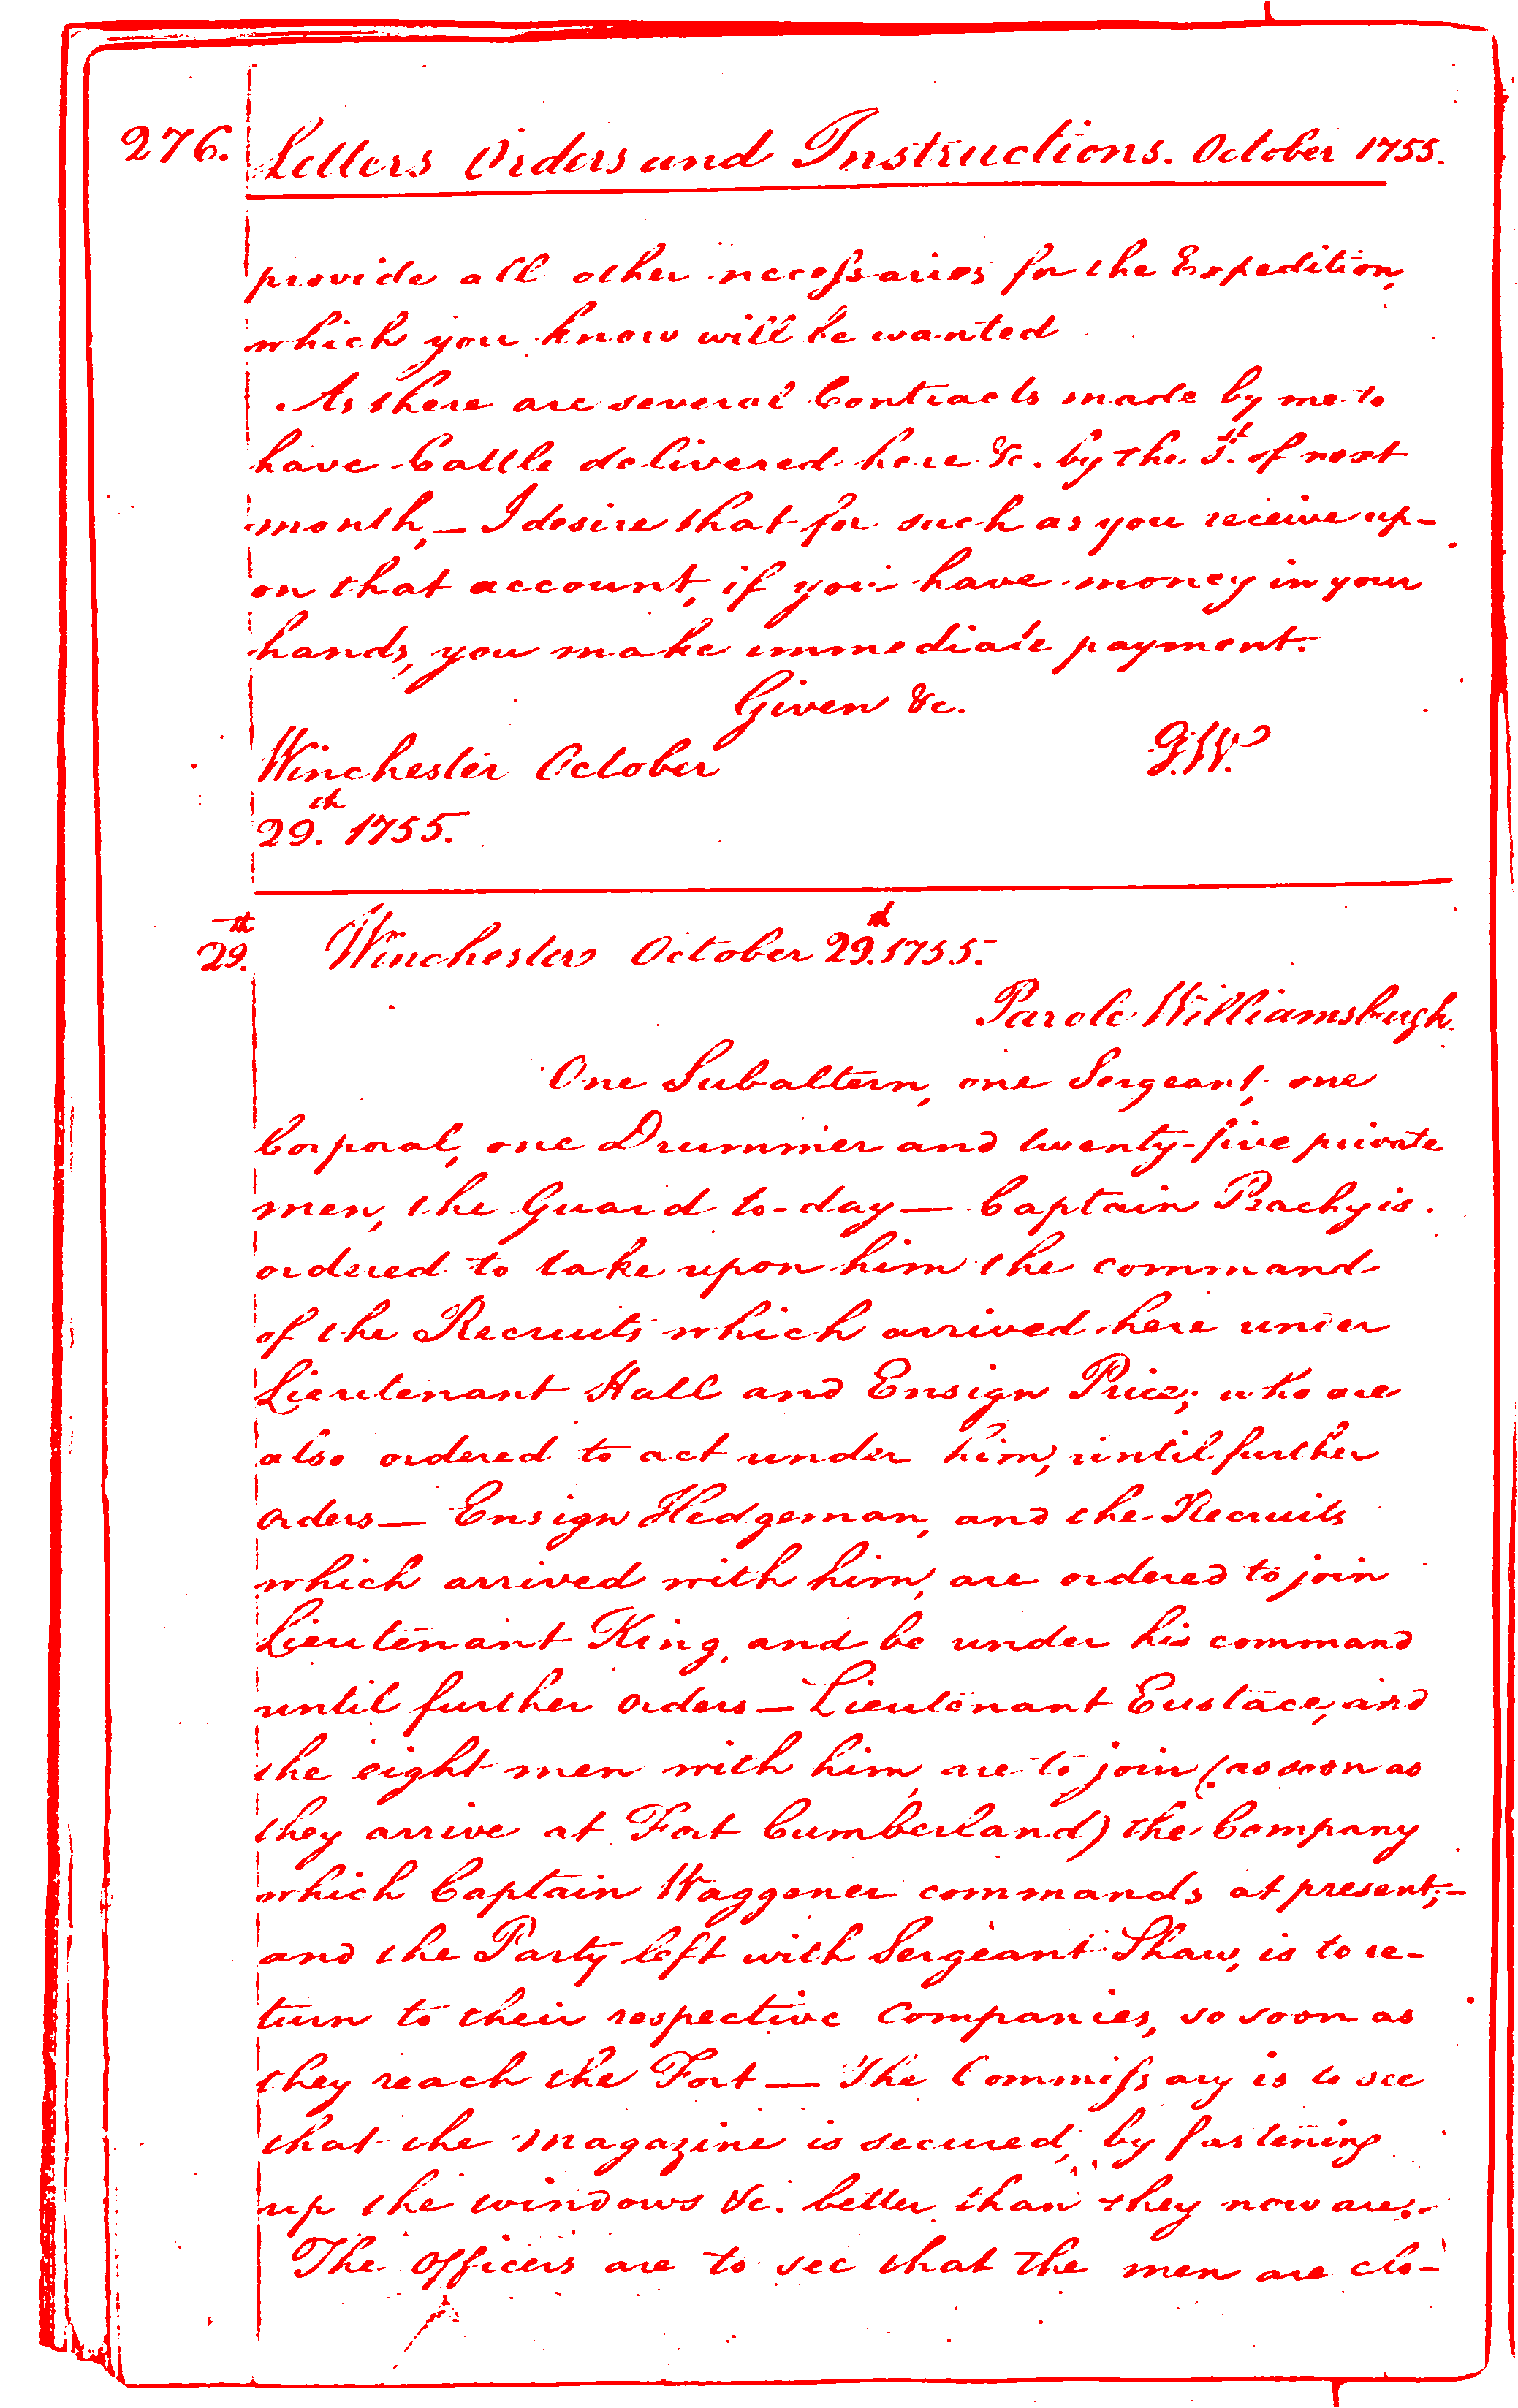 276. Letters Orders and Instructions. October 1755.
provide all other necessaries for the Expedition,
which you know will be wanted
As there are several Contracts made by me to
have Cattle delivered here &c. by the 1st. of next
month, — I desire that for such as you receive up-
on that account, if you have money in your
hands, you make immediate payment.
Given &c.
Winchester October G.W.
29th. 1755.
29th. Winchester October 29th. 1755.
Parole Williamsburgh.
One Subaltern, one Sergeant, one
Corporal, one Drummer and twenty-five private
men, the Guard to-day — Captain Peachy is
ordered to take upon him the command
of the Recruits which arrived here under
Lieutenant Hall and Ensign Price; who are
also ordered to act under him, until further
orders — Ensign Hedgeman, and the Recruits
which arrived with him, are ordered to join
Lieutenant King, and be under his command
until further orders — Lieutenant Eustace, and
the eight men with him, are to join (as soon as
they arrive at Fort Cumberland) the Company
which Captain Waggener commands at present; —
and the Party left with Sergeant Shaw, is to re-
turn to their respective Companies, so soon as
they reach the Fort — The Commissary is to see
that the magazine is secured, by fastening
up the windows &c. better than they now are.
The Officers are to see that the men are clo-